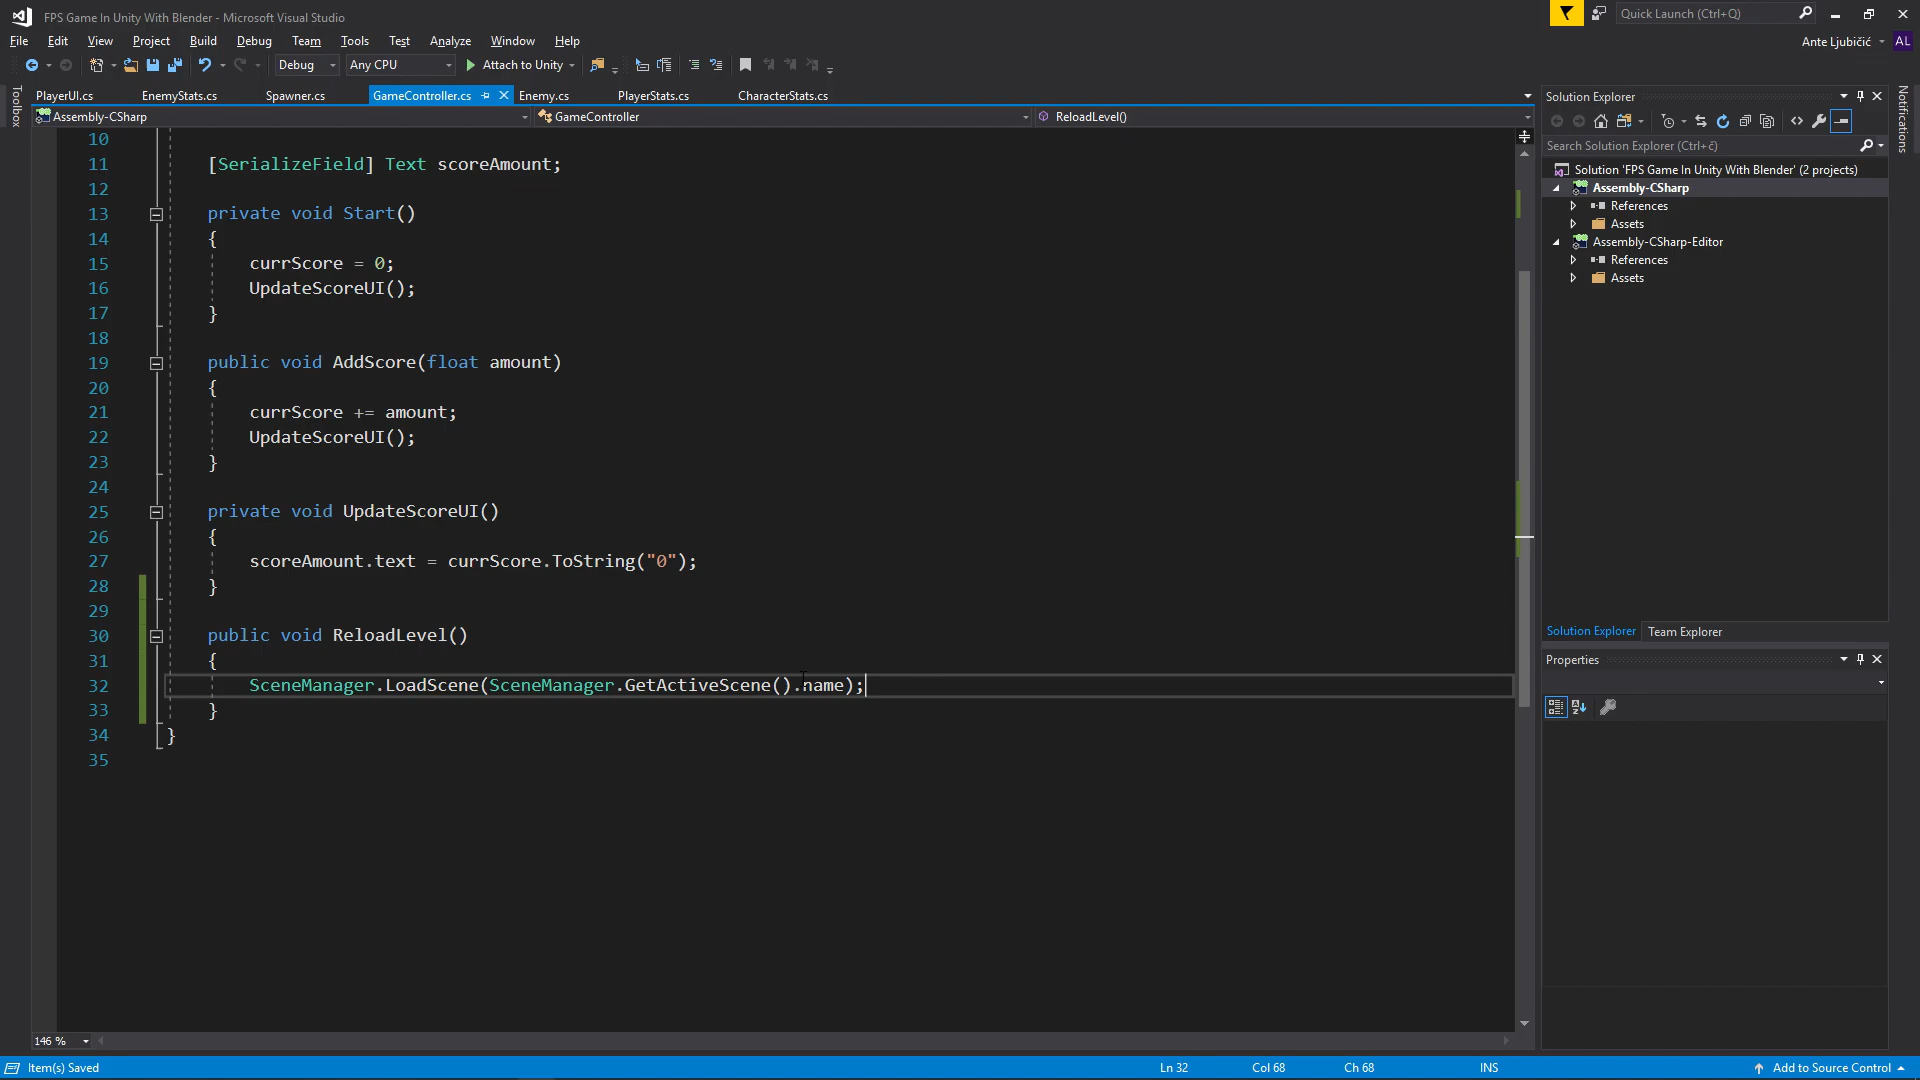 FPS Game In Unity With Blender - Microsoft Visual Studio
Quick Launch (Ctrl+Q)
File Edit View Project Build Debug Team Tools Test Analyze Window Help
Ante Ljubičić AL
Debug Any CPU Attach to Unity
Toolbox
PlayerUI.cs EnemyStats.cs Spawner.cs GameController.cs Enemy.cs PlayerStats.cs CharacterStats.cs
Assembly-CSharp GameController ReloadLevel()
10
11 [SerializeField] Text scoreAmount;
12
13 private void Start()
14 {
15 currScore = 0;
16 UpdateScoreUI();
17 }
18
19 public void AddScore(float amount)
20 {
21 currScore += amount;
22 UpdateScoreUI();
23 }
24
25 private void UpdateScoreUI()
26 {
27 scoreAmount.text = currScore.ToString("0");
28 }
29
30 public void ReloadLevel()
31 {
32 SceneManager.LoadScene(SceneManager.GetActiveScene().name);
33 }
34 }
35
146 %
Solution Explorer
Search Solution Explorer (Ctrl+č)
Solution 'FPS Game In Unity With Blender' (2 projects)
Assembly-CSharp
References
Assets
Assembly-CSharp-Editor
References
Assets
Solution Explorer Team Explorer
Properties
Notifications
Item(s) Saved Ln 32 Col 68 Ch 68 INS Add to Source Control